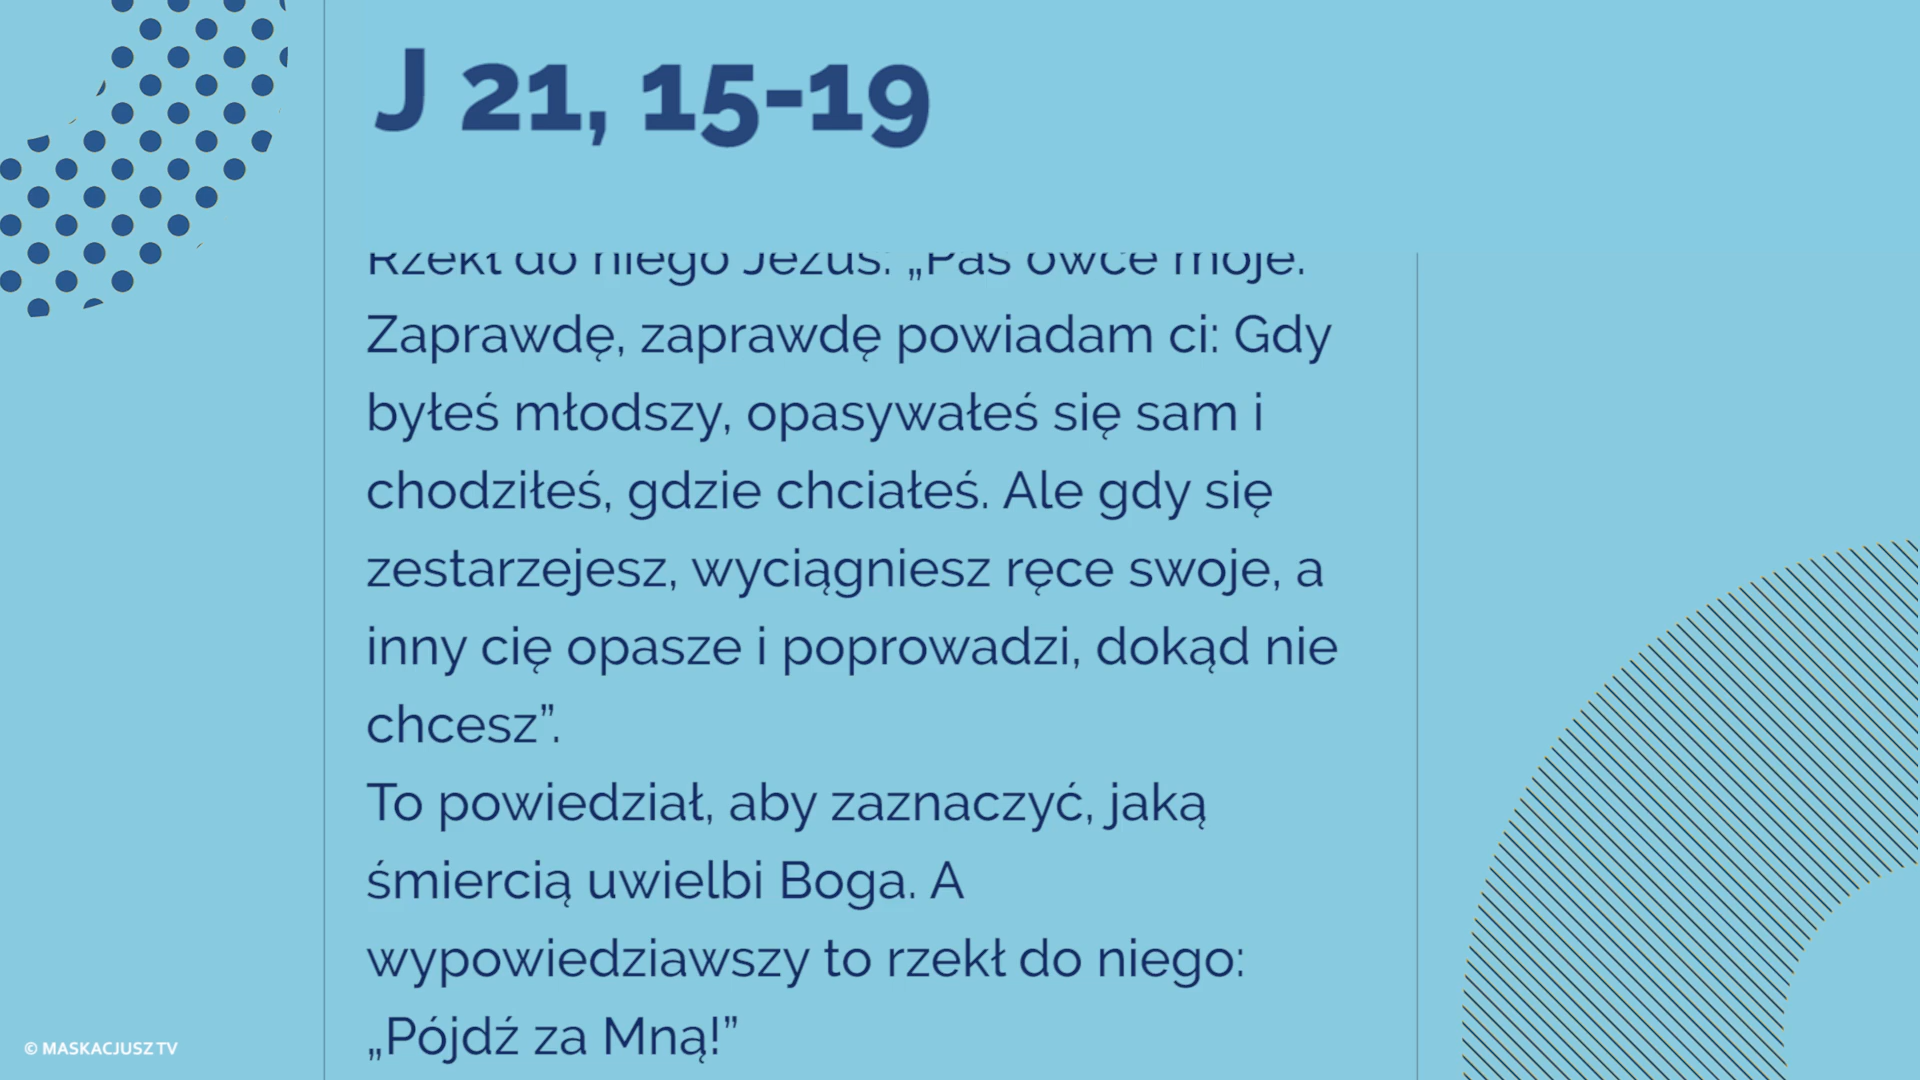 J 21, 15-19
Rzekł do niego Jezus: „Paś owce moje.
Zaprawdę, zaprawdę powiadam ci: Gdy
byłeś młodszy, opasywałeś się sam i
chodziłeś, gdzie chciałeś. Ale gdy się
zestarzejesz, wyciągniesz ręce swoje, a
inny cię opasze i poprowadzi, dokąd nie
chcesz”.
To powiedział, aby zaznaczyć, jaką
śmiercią uwielbi Boga. A
wypowiedziawszy to rzekł do niego:
„Pójdź za Mną!”
© MASKACJUSZ TV